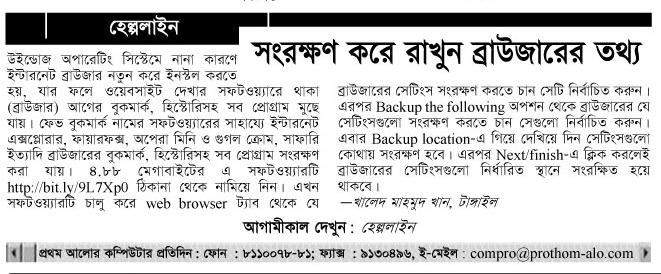 হেল্পলাইন
সংরক্ষণ করে রাখুন ব্রাউজারের তথ্য
উইন্ডোজ অপারেটিং সিস্টেমে নানা কারণে
ইন্টারনেট ব্রাউজার নতুন করে ইনস্টল করতে
হয়, যার ফলে ওয়েবসাইট দেখার সফটওয়্যারে থাকা
(ব্রাউজার) আগের বুকমার্ক, হিস্টোরিসহ সব প্রোগ্রাম মুছে
যায়। ফেভ বুকমার্ক নামের সফটওয়্যারের সাহায্যে ইন্টারনেট
এক্সপ্লোরার, ফায়ারফক্স, অপেরা মিনি ও গুগল ক্রোম, সাফারি
ইত্যাদি ব্রাউজারের বুকমার্ক, হিস্টোরিসহ সব প্রোগ্রাম সংরক্ষণ
করা যায়। ৪.৮৮ মেগাবাইটের এ সফটওয়্যারটি
http://bit.ly/9L7Xp0 ঠিকানা থেকে নামিয়ে নিন। এখন
সফটওয়্যারটি চালু করে web browser ট্যাব থেকে যে
ব্রাউজারের সেটিংস সংরক্ষণ করতে চান সেটি নির্বাচিত করুন।
এরপর Backup the following অপশন থেকে ব্রাউজারের যে
সেটিংসগুলো সংরক্ষণ করতে চান সেগুলো নির্বাচিত করুন।
এবার Backup location-এ গিয়ে দেখিয়ে দিন সেটিংসগুলো
কোথায় সংরক্ষণ হবে। এরপর Next/finish-এ ক্লিক করলেই
ব্রাউজারের সেটিংসগুলো নির্ধারিত স্থানে সংরক্ষিত হয়ে
থাকবে।
—খালেদ মাহমুদ খান, টাঙ্গাইল
আগামীকাল দেখুন : হেল্পলাইন
প্রথম আলোর কম্পিউটার প্রতিদিন : ফোন : ৮১১০০৭৮-৮১; ফ্যাক্স : ৯১৩০৪৯৬, ই-মেইল : compro@prothom-alo.com